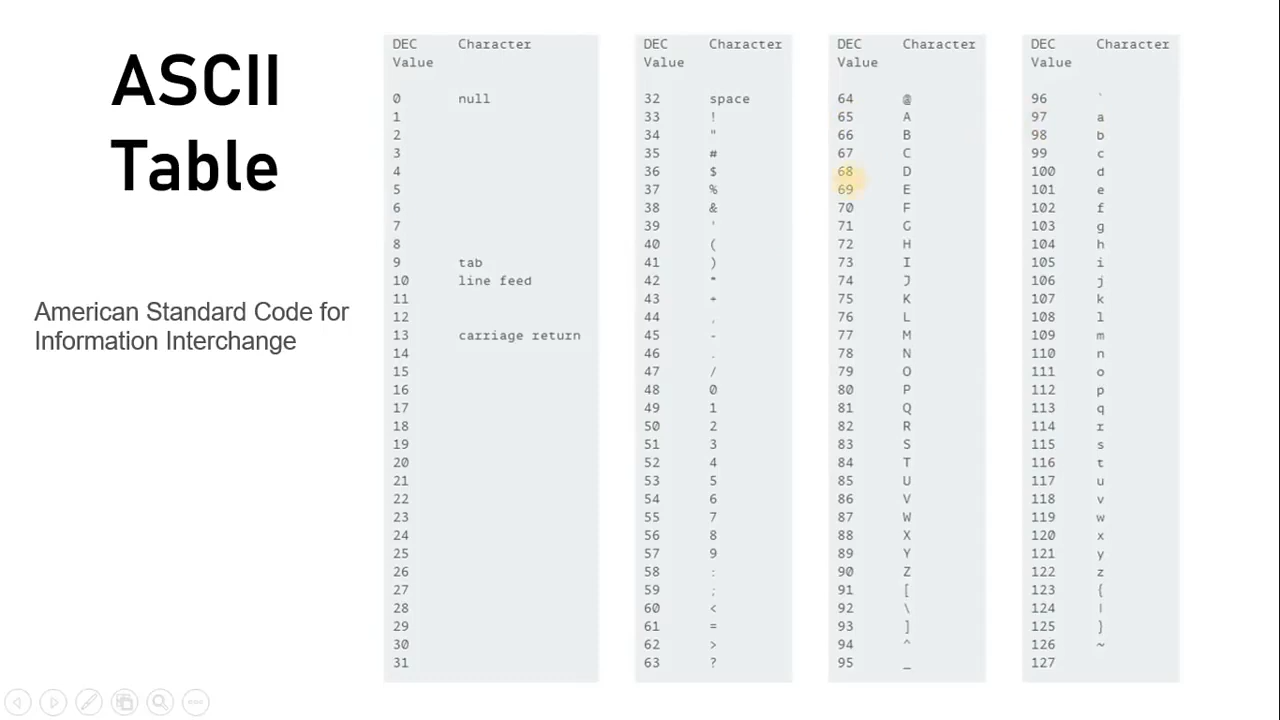 ASCII
Table
American Standard Code for
Information Interchange
DEC Character
Value
0 null
1
2
3
4
5
6
7
8
9 tab
10 line feed
11
12
13 carriage return
14
15
16
17
18
19
20
21
22
23
24
25
26
27
28
29
30
31
DEC Character
Value
32 space
33 !
34 "
35 #
36 $
37 %
38 &
39 '
40 (
41 )
42 *
43 +
44 ,
45 -
46 .
47 /
48 0
49 1
50 2
51 3
52 4
53 5
54 6
55 7
56 8
57 9
58 :
59 ;
60 <
61 =
62 >
63 ?
DEC Character
Value
64 @
65 A
66 B
67 C
68 D
69 E
70 F
71 G
72 H
73 I
74 J
75 K
76 L
77 M
78 N
79 O
80 P
81 Q
82 R
83 S
84 T
85 U
86 V
87 W
88 X
89 Y
90 Z
91 [
92 \
93 ]
94 ^
95 _
DEC Character
Value
96 `
97 a
98 b
99 c
100 d
101 e
102 f
103 g
104 h
105 i
106 j
107 k
108 l
109 m
110 n
111 o
112 p
113 q
114 r
115 s
116 t
117 u
118 v
119 w
120 x
121 y
122 z
123 {
124 |
125 }
126 ~
127